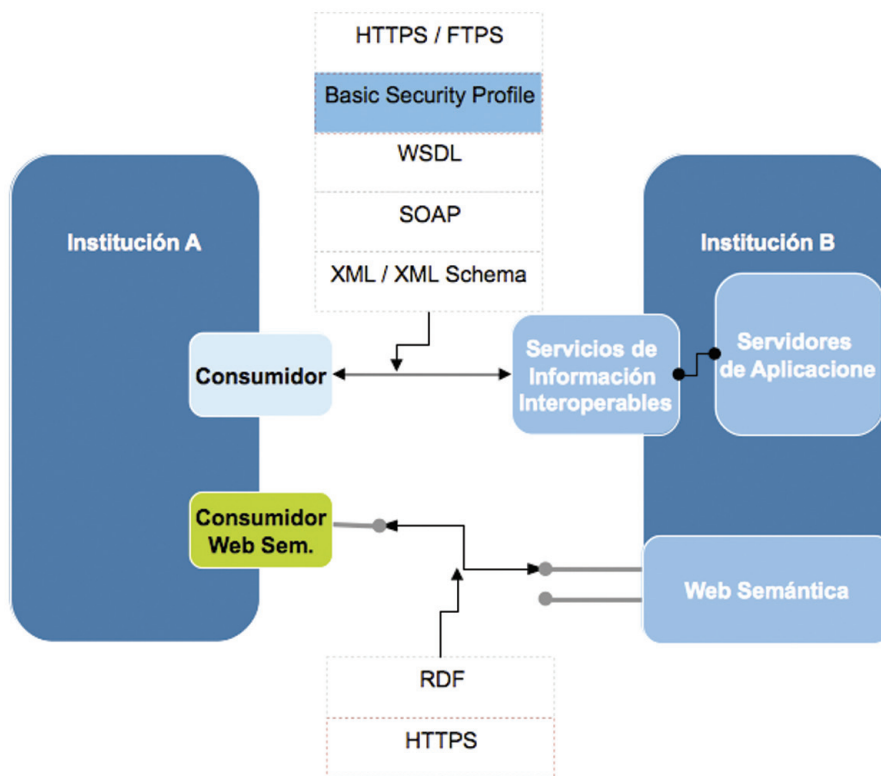 HTTPS / FTPS
Basic Security Profile
WSDL
SOAP
XML / XML Schema
Institución A
Institución B
Consumidor
Servicios de
Información
Interoperables
Servidores
de Aplicacione
Consumidor
Web Sem.
Web Semántica
RDF
HTTPS